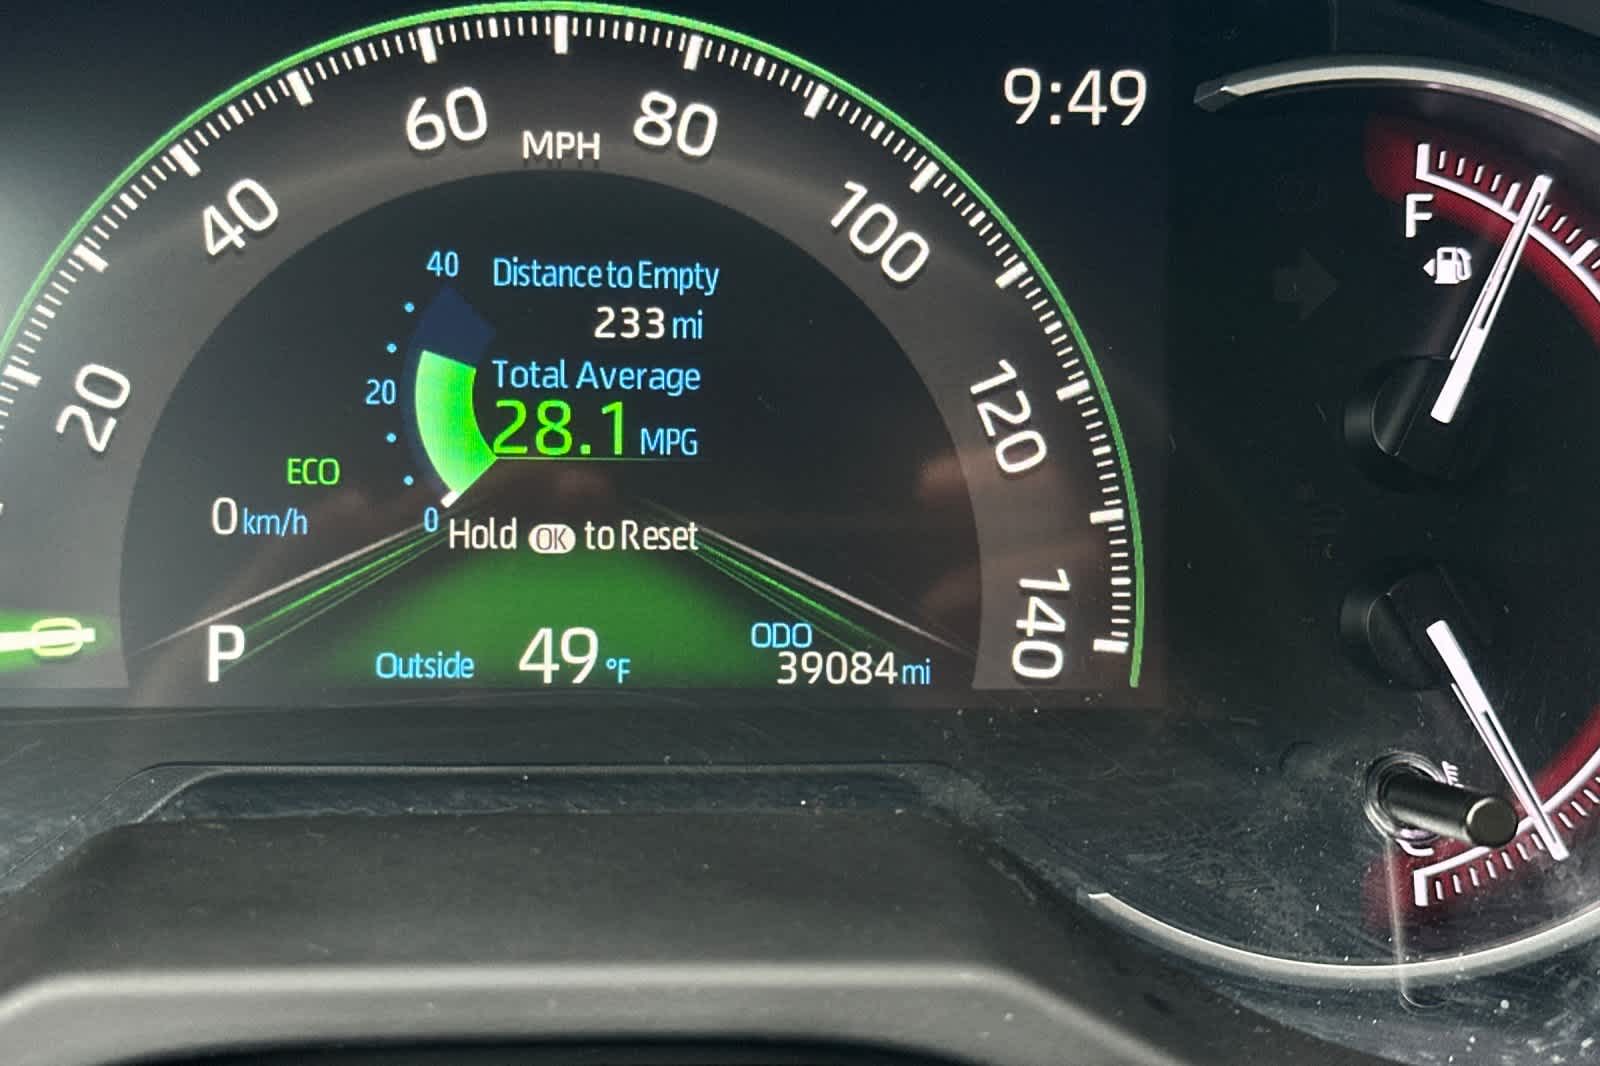 9:49
60
MPH
80
40
100
20
120
140
F
40
Distance to Empty
233 mi
20
Total Average
28.1 MPG
ECO
0 km/h
0
Hold OK to Reset
P
Outside 49 °F
ODO
39084 mi